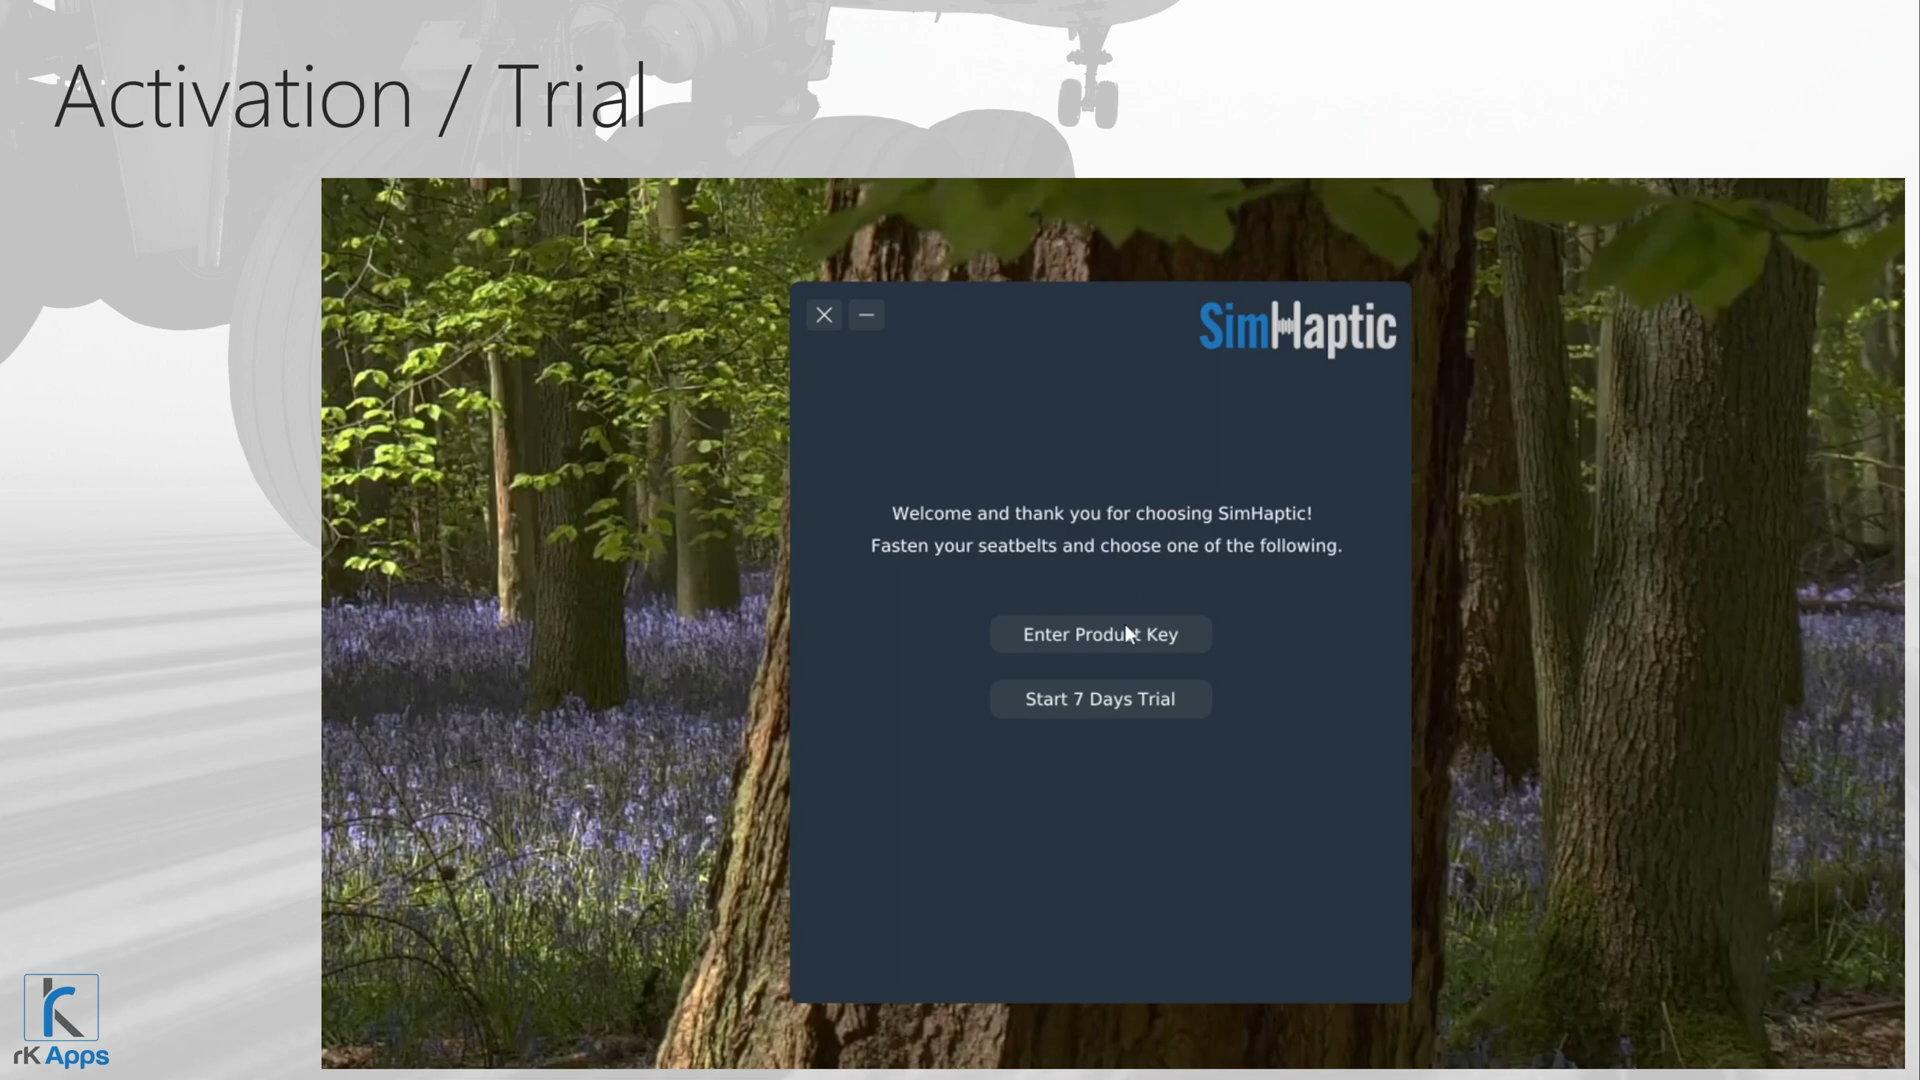 Activation / Trial
SimHaptic
Welcome and thank you for choosing SimHaptic!
Fasten your seatbelts and choose one of the following.
Enter Product Key
Start 7 Days Trial
rK Apps